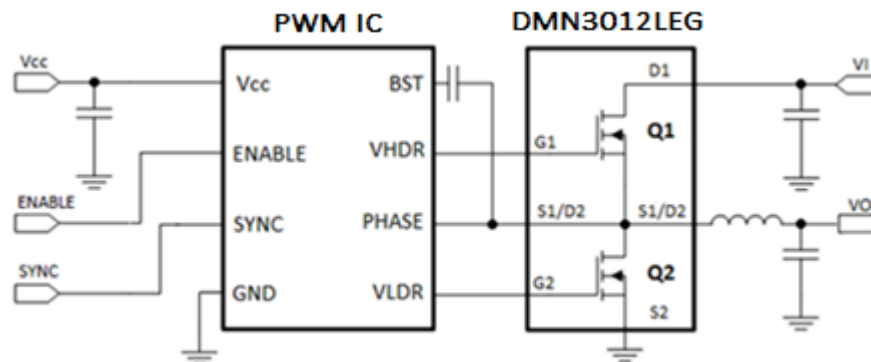 PWM IC
DMN3012LEG
Vcc
Vcc
BST
D1
VI
ENABLE
VHDR
G1
Q1
ENABLE
SYNC
PHASE
S1/D2
S1/D2
VO
SYNC
GND
VLDR
G2
Q2
S2